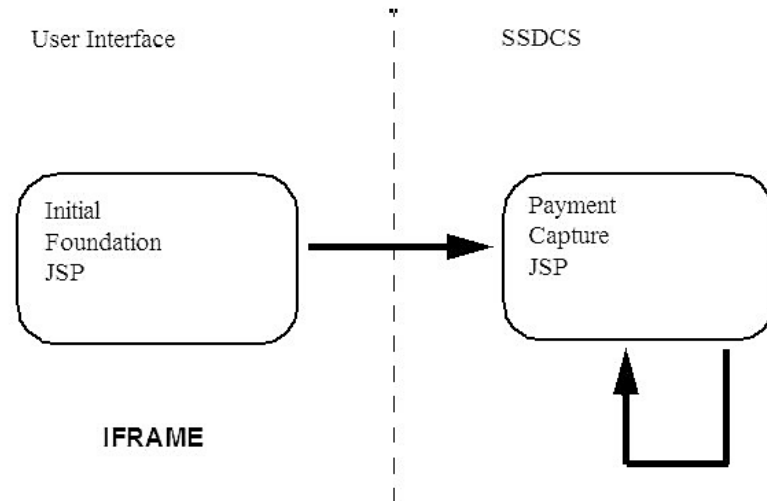 User Interface
SSDCS
Initial
Foundation
JSP
Payment
Capture
JSP
IFRAME